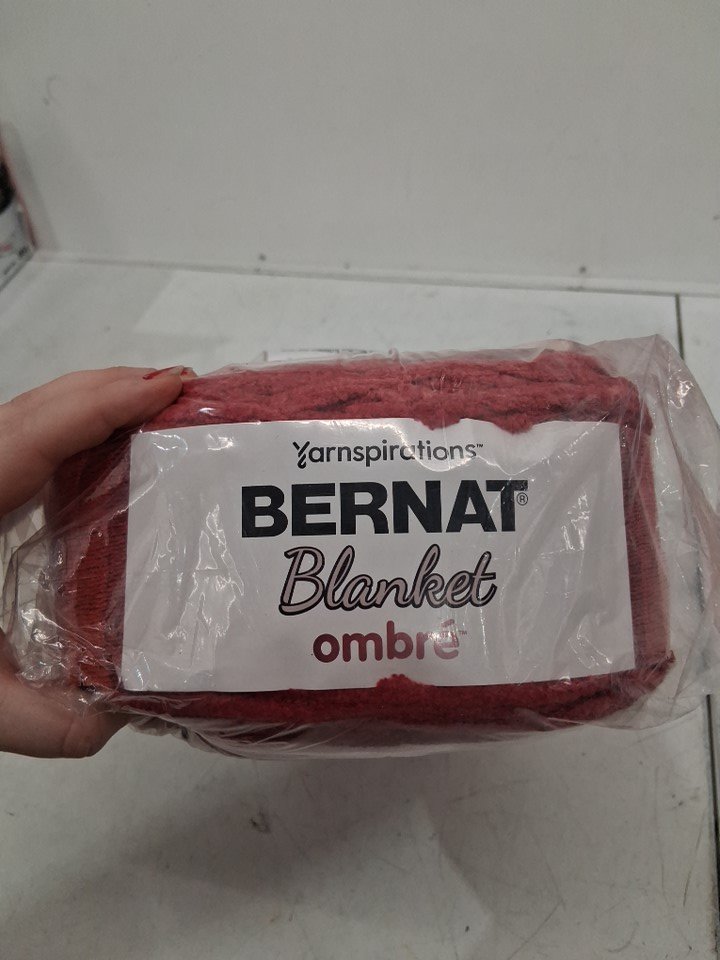 Yarnspirations™
BERNAT®
Blanket
ombré™